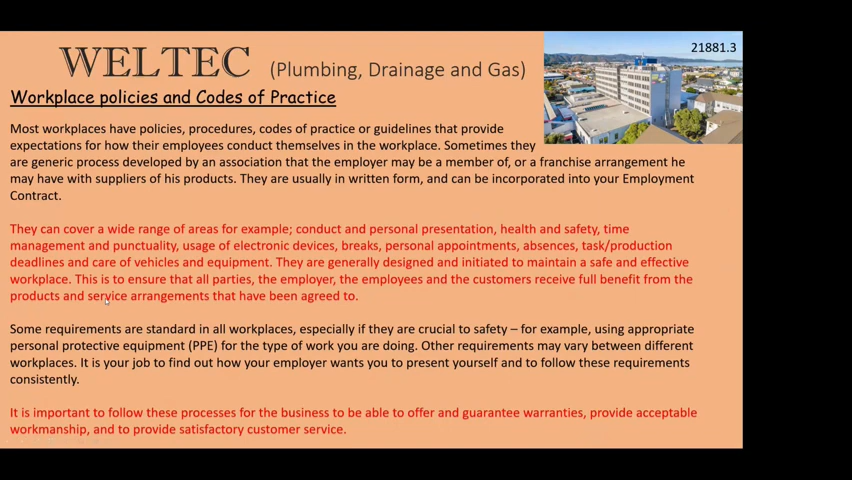 WELTEC (Plumbing, Drainage and Gas)
21881.3
Workplace policies and Codes of Practice
Most workplaces have policies, procedures, codes of practice or guidelines that provide
expectations for how their employees conduct themselves in the workplace. Sometimes they
are generic process developed by an association that the employer may be a member of, or a franchise arrangement he
may have with suppliers of his products. They are usually in written form, and can be incorporated into your Employment
Contract.
They can cover a wide range of areas for example; conduct and personal presentation, health and safety, time
management and punctuality, usage of electronic devices, breaks, personal appointments, absences, task/production
deadlines and care of vehicles and equipment. They are generally designed and initiated to maintain a safe and effective
workplace. This is to ensure that all parties, the employer, the employees and the customers receive full benefit from the
products and service arrangements that have been agreed to.
Some requirements are standard in all workplaces, especially if they are crucial to safety – for example, using appropriate
personal protective equipment (PPE) for the type of work you are doing. Other requirements may vary between different
workplaces. It is your job to find out how your employer wants you to present yourself and to follow these requirements
consistently.
It is important to follow these processes for the business to be able to offer and guarantee warranties, provide acceptable
workmanship, and to provide satisfactory customer service.